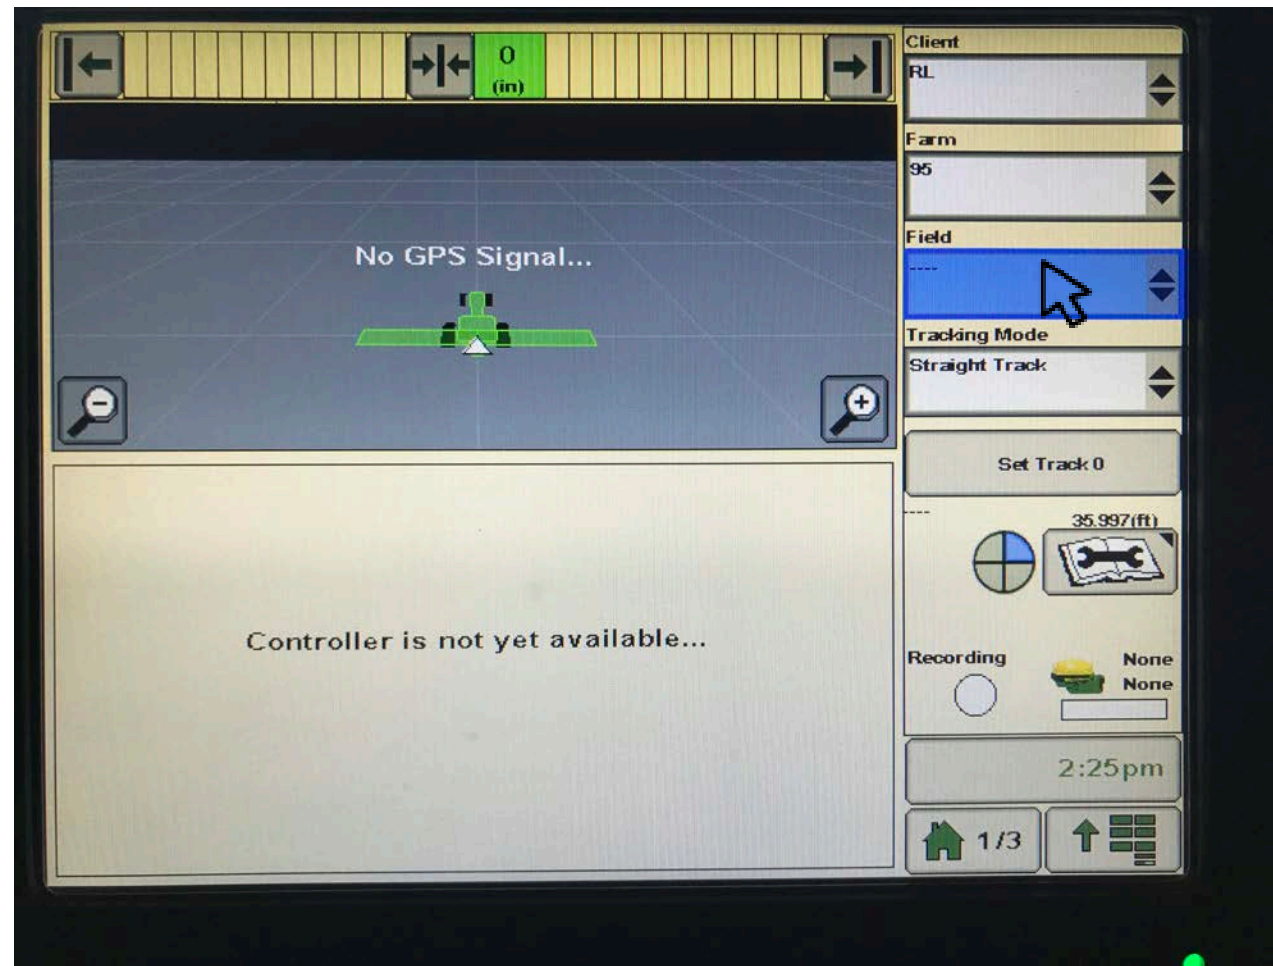 0
(in)
No GPS Signal...
Controller is not yet available...
Client
RL
Farm
95
Field
----
Tracking Mode
Straight Track
Set Track 0
----
35.997(ft)
Recording
None
None
2:25pm
1/3